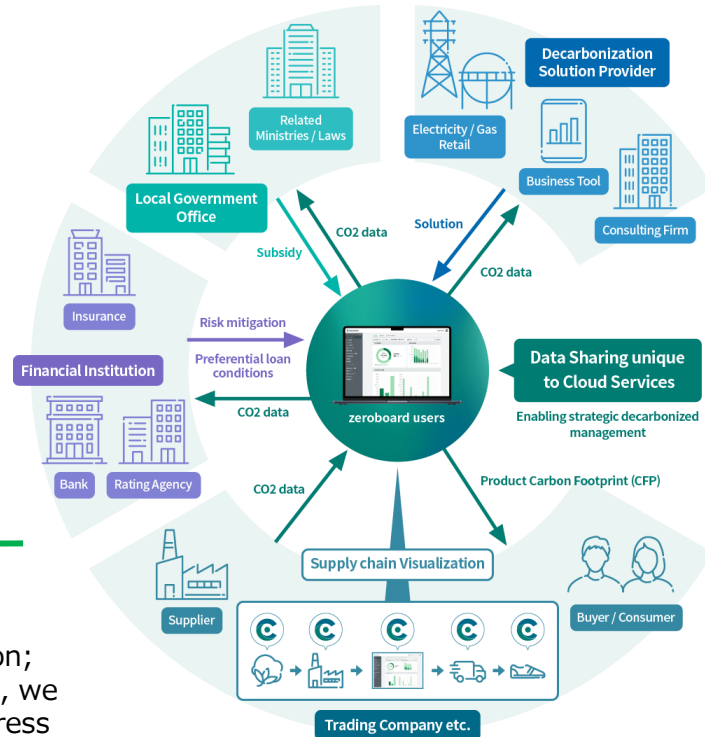 Related
Ministries / Laws
Local Government
Office
Decarbonization
Solution Provider
Electricity / Gas
Retail
Business Tool
Consulting Firm
CO2 data
Subsidy
Solution
CO2 data
Insurance
Financial Institution
Bank
Rating Agency
Risk mitigation
Preferential loan
conditions
CO2 data
zeroboard users
Data Sharing unique
to Cloud Services
Enabling strategic decarbonized
management
CO2 data
Product Carbon Footprint (CFP)
Supplier
Supply chain Visualization
Buyer / Consumer
Trading Company etc.
on;
, we
ress